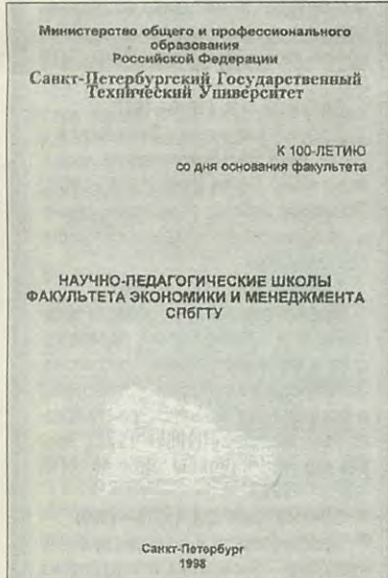 Министерство общего и профессионального
образования
Российской Федерации
Санкт-Петербургский Государственный
Технический Университет
К 100-ЛЕТИЮ
со дня основания факультета
НАУЧНО-ПЕДАГОГИЧЕСКИЕ ШКОЛЫ
ФАКУЛЬТЕТА ЭКОНОМИКИ И МЕНЕДЖМЕНТА
СПбГТУ
Санкт-Петербург
1998